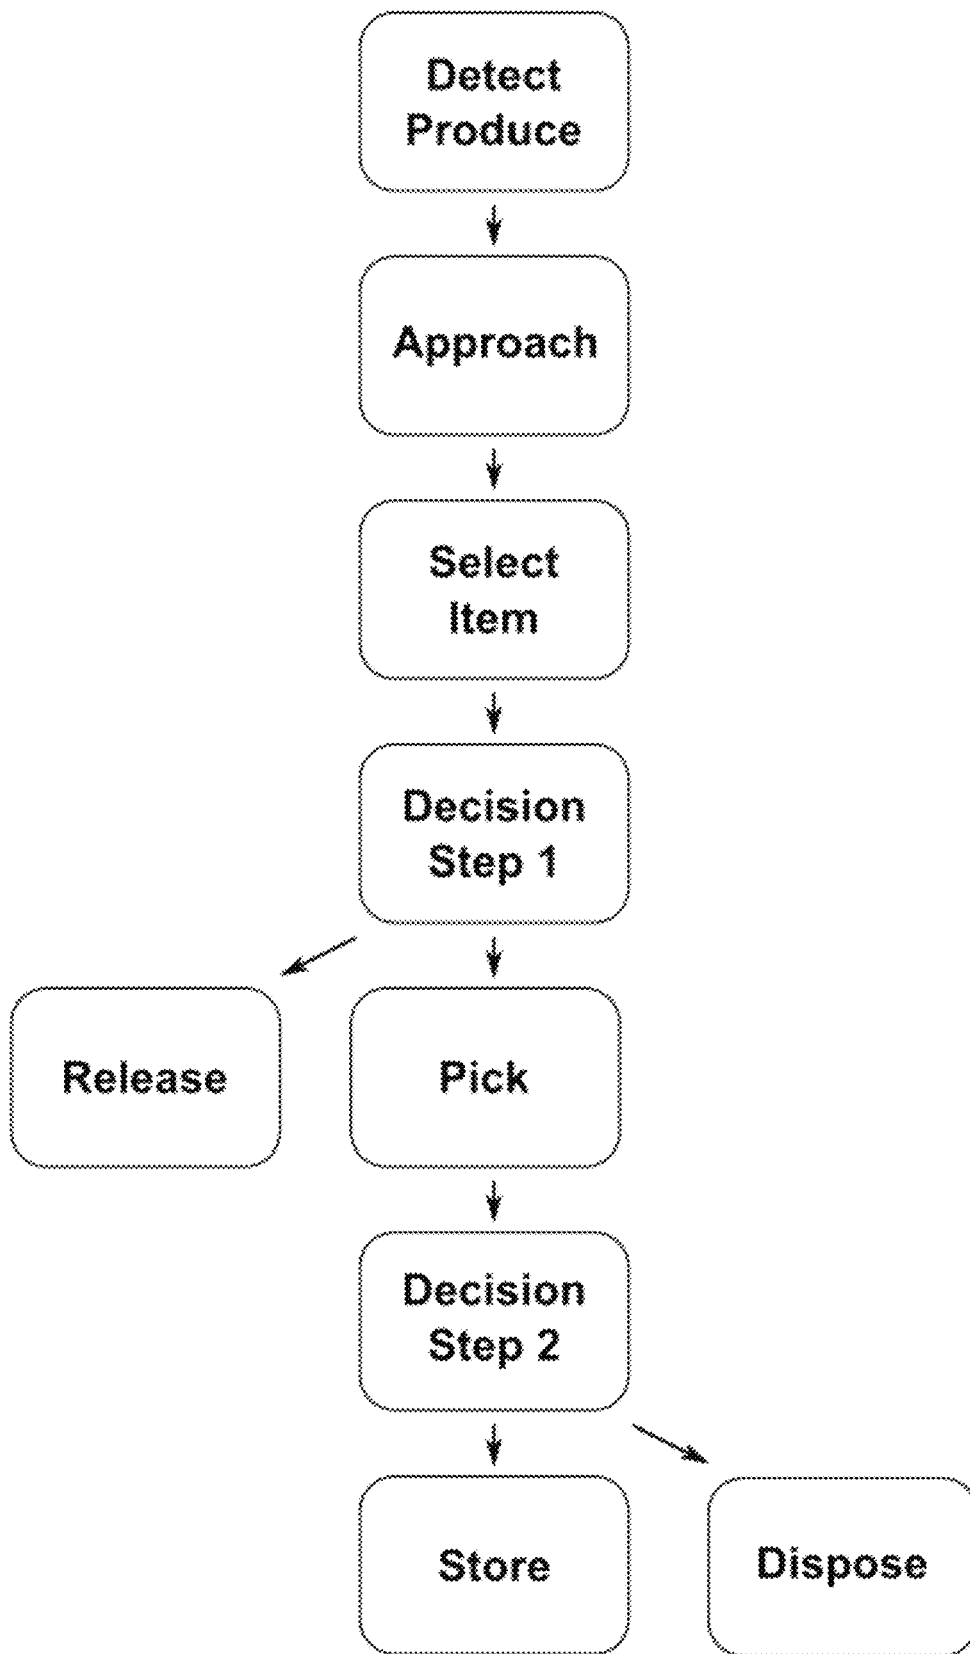 Detect
Produce
Approach
Select
Item
Decision
Step 1
Release
Pick
Decision
Step 2
Store
Dispose